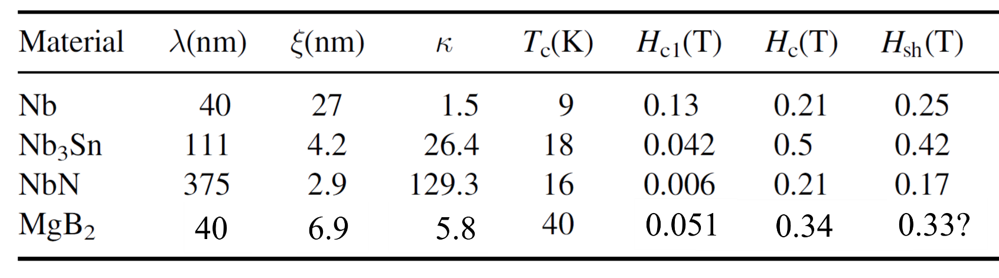 Material λ(nm) ξ(nm) κ Tc(K) Hc1(T) Hc(T) Hsh(T)
Nb 40 27 1.5 9 0.13 0.21 0.25
Nb3Sn 111 4.2 26.4 18 0.042 0.5 0.42
NbN 375 2.9 129.3 16 0.006 0.21 0.17
MgB2 40 6.9 5.8 40 0.051 0.34 0.33?